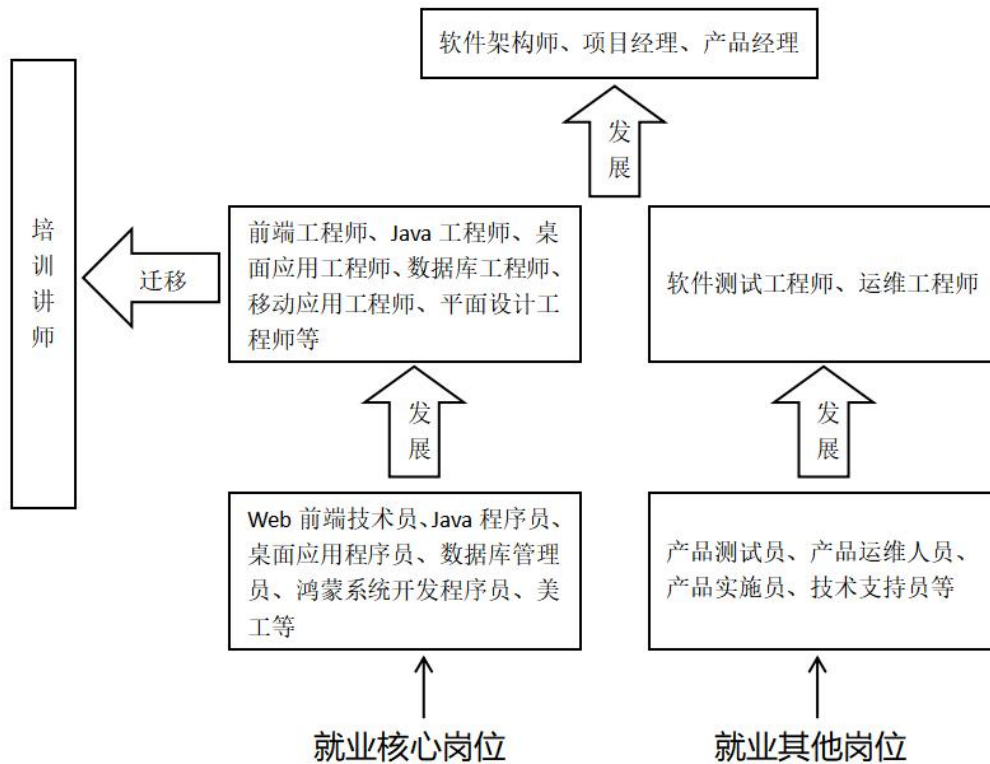 软件架构师、项目经理、产品经理
发
展
培
训
讲
师
迁移
前端工程师、Java 工程师、桌
面应用工程师、数据库工程师、
移动应用工程师、平面设计工
程师等
软件测试工程师、运维工程师
发
展
发
展
Web 前端技术员、Java 程序员、
桌面应用程序员、数据库管理
员、鸿蒙系统开发程序员、美
工等
产品测试员、产品运维人员、
产品实施员、技术支持员等
就业核心岗位
就业其他岗位